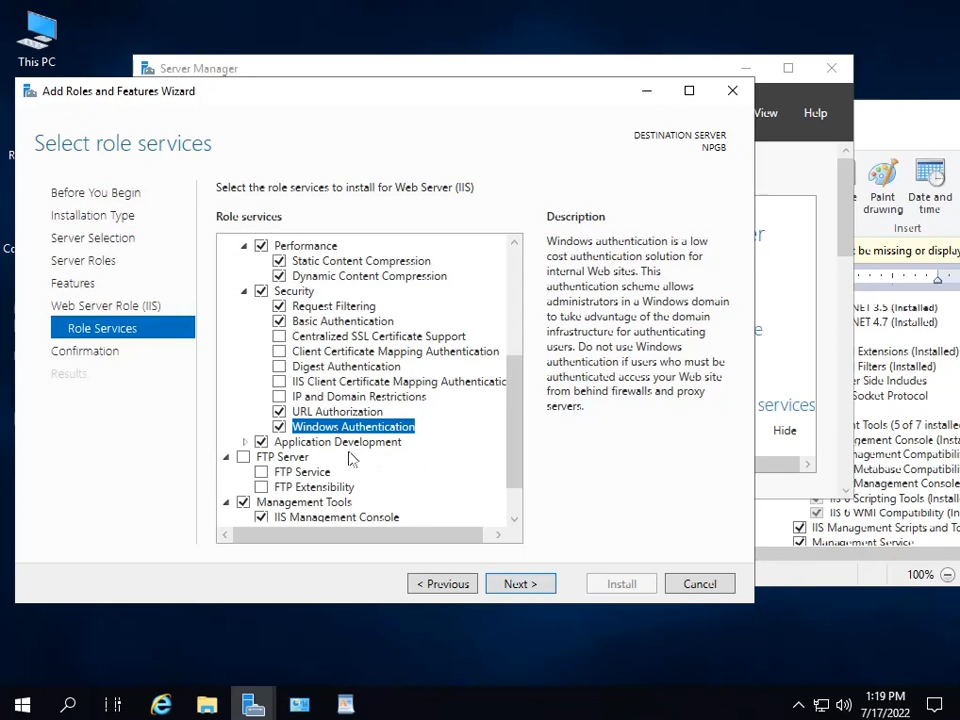 This PC
Server Manager
Add Roles and Features Wizard
View
Help
Select role services
DESTINATION SERVER
NPGB
Paint drawing
Date and time
Insert
be missing or display
Before You Begin
Installation Type
Server Selection
Server Roles
Features
Web Server Role (IIS)
Role Services
Confirmation
Results
Select the role services to install for Web Server (IIS)
Role services
Performance
Static Content Compression
Dynamic Content Compression
Security
Request Filtering
Basic Authentication
Centralized SSL Certificate Support
Client Certificate Mapping Authentication
Digest Authentication
IIS Client Certificate Mapping Authenticatic
IP and Domain Restrictions
URL Authorization
Windows Authentication
Application Development
FTP Server
FTP Service
FTP Extensibility
Management Tools
IIS Management Console
Description
Windows authentication is a low
cost authentication solution for
internal Web sites. This
authentication scheme allows
administrators in a Windows domain
to take advantage of the domain
infrastructure for authenticating
users. Do not use Windows
authentication if users who must be
authenticated access your Web site
from behind firewalls and proxy
servers.
< Previous
Next >
Install
Cancel
services
Hide
NET 3.5 (Installed)
NET 4.7 (Installed)
Extensions (Installed)
Filters (Installed)
er Side Includes
Socket Protocol
t Tools (5 of 7 installed
IIS 6 Scripting Tools (Instal
IIS 6 WMI Compatibility (In
IIS Management Scripts and To
Management Service
100%
1:19 PM
7/17/2022